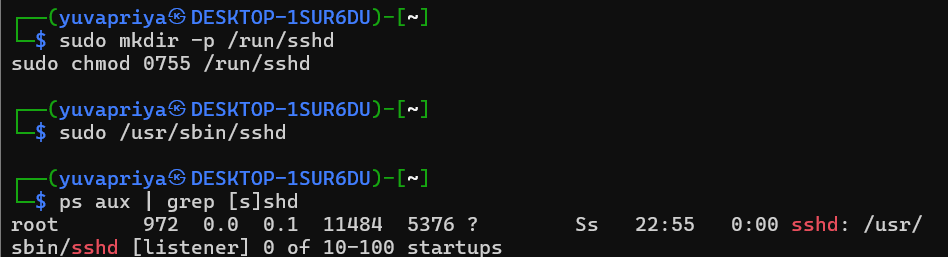 ┌──(yuvapriya㉿DESKTOP-1SUR6DU)-[~]
└─$ sudo mkdir -p /run/sshd
sudo chmod 0755 /run/sshd
┌──(yuvapriya㉿DESKTOP-1SUR6DU)-[~]
└─$ sudo /usr/sbin/sshd
┌──(yuvapriya㉿DESKTOP-1SUR6DU)-[~]
└─$ ps aux | grep [s]shd
root 972 0.0 0.1 11484 5376 ? Ss 22:55 0:00 sshd: /usr/
sbin/sshd [listener] 0 of 10-100 startups